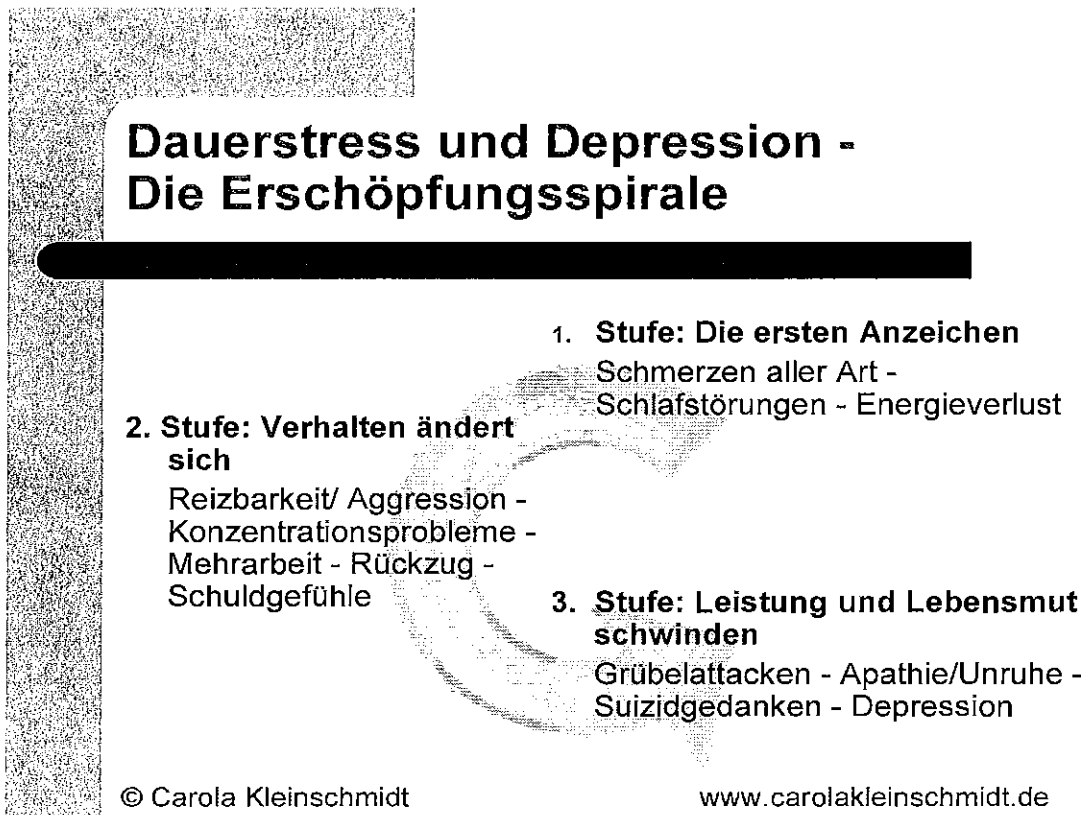 Dauerstress und Depression -
Die Erschöpfungsspirale
1. Stufe: Die ersten Anzeichen
Schmerzen aller Art -
Schlafstörungen - Energieverlust
2. Stufe: Verhalten ändert
sich
Reizbarkeit/ Aggression -
Konzentrationsprobleme -
Mehrarbeit - Rückzug -
Schuldgefühle
3. Stufe: Leistung und Lebensmut
schwinden
Grübelattacken - Apathie/Unruhe -
Suizidgedanken - Depression
© Carola Kleinschmidt
www.carolakleinschmidt.de